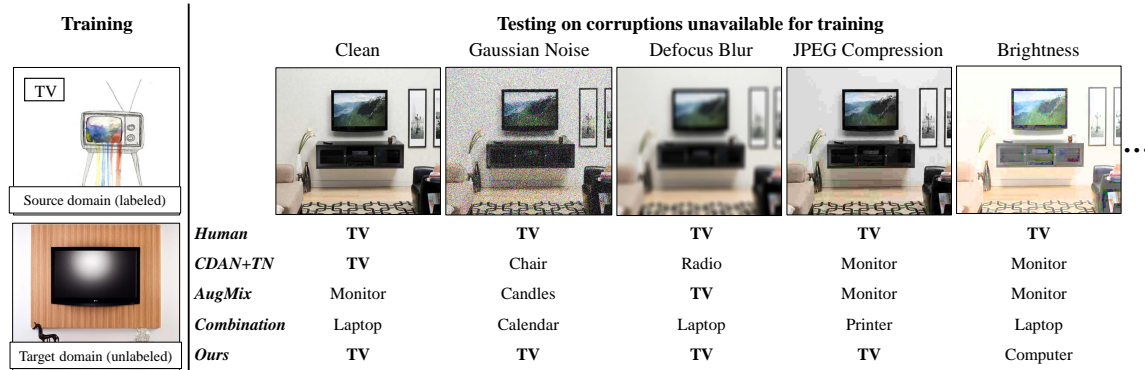 Training
Testing on corruptions unavailable for training
Clean Gaussian Noise Defocus Blur JPEG Compression Brightness
TV
Source domain (labeled)
Target domain (unlabeled)
...
Human TV TV TV TV TV
CDAN+TN TV Chair Radio Monitor Monitor
AugMix Monitor Candles TV Monitor Monitor
Combination Laptop Calendar Laptop Printer Laptop
Ours TV TV TV TV Computer